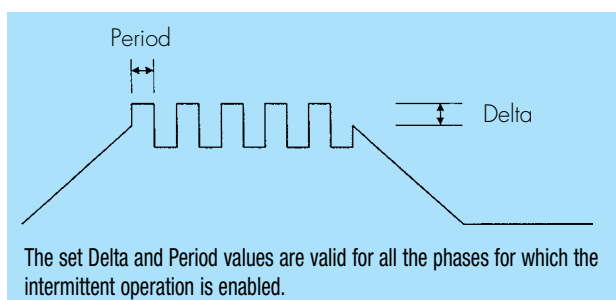 Period
Delta
The set Delta and Period values are valid for all the phases for which the
intermittent operation is enabled.